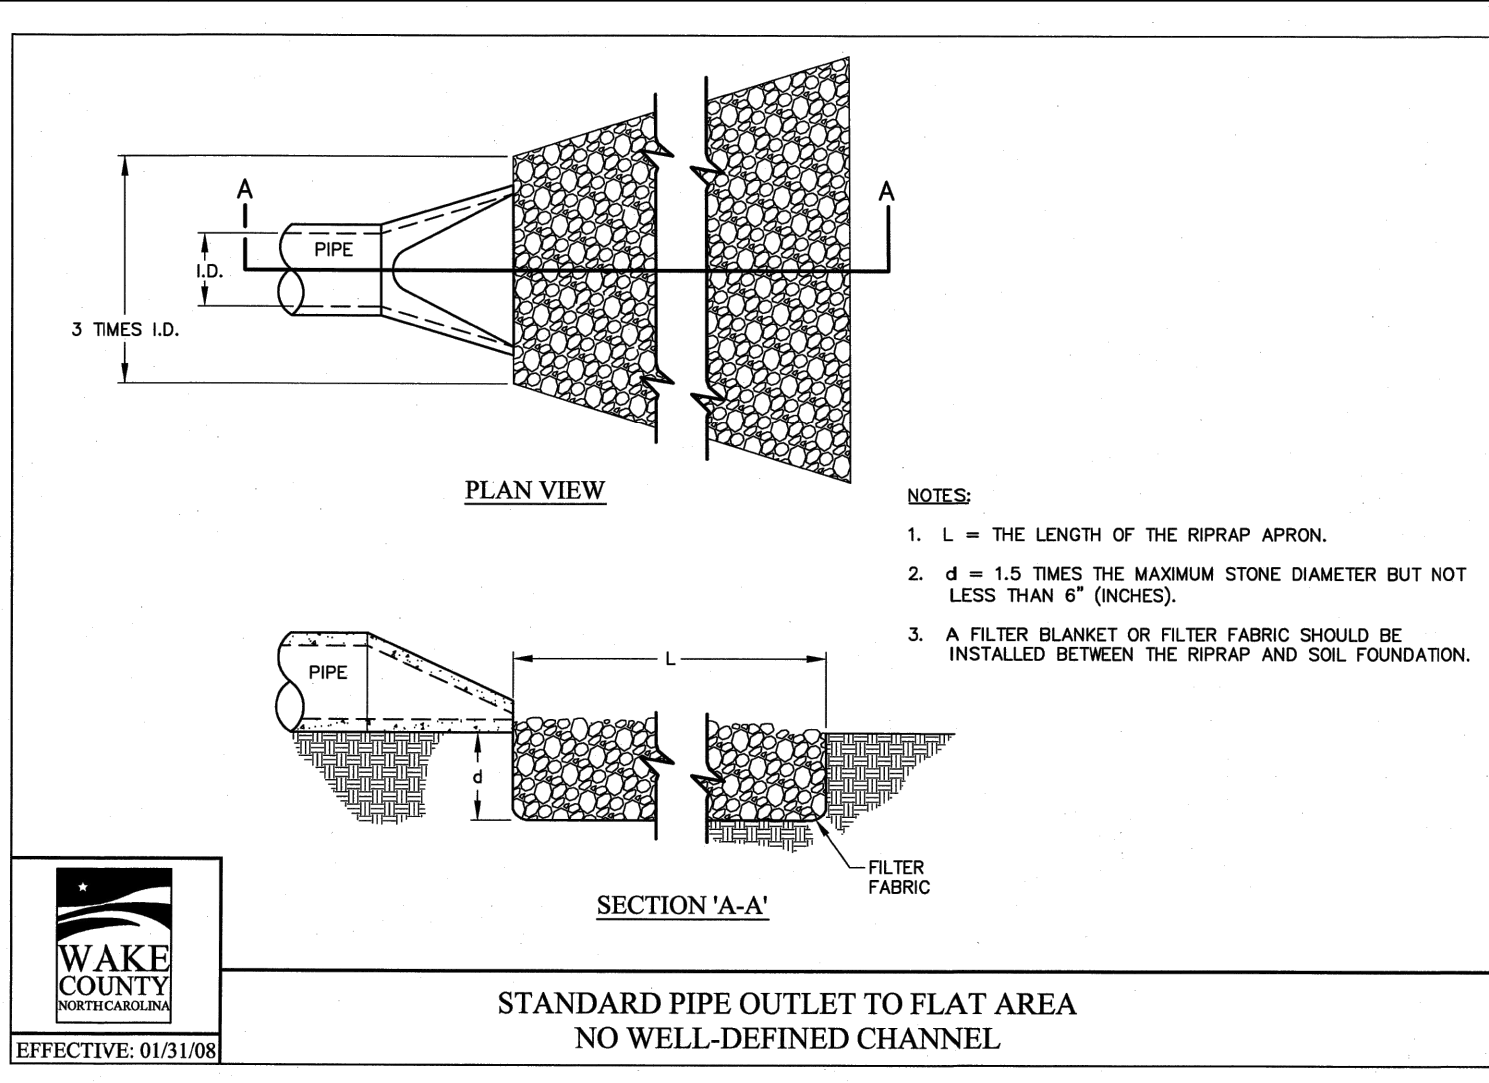 A
A
PIPE
I.D.
3 TIMES I.D.
PLAN VIEW
NOTES:
1. L = THE LENGTH OF THE RIPRAP APRON.
2. d = 1.5 TIMES THE MAXIMUM STONE DIAMETER BUT NOT
LESS THAN 6" (INCHES).
3. A FILTER BLANKET OR FILTER FABRIC SHOULD BE
INSTALLED BETWEEN THE RIPRAP AND SOIL FOUNDATION.
L
PIPE
d
FILTER
FABRIC
SECTION 'A-A'
WAKE
COUNTY
NORTH CAROLINA
EFFECTIVE: 01/31/08
STANDARD PIPE OUTLET TO FLAT AREA
NO WELL-DEFINED CHANNEL